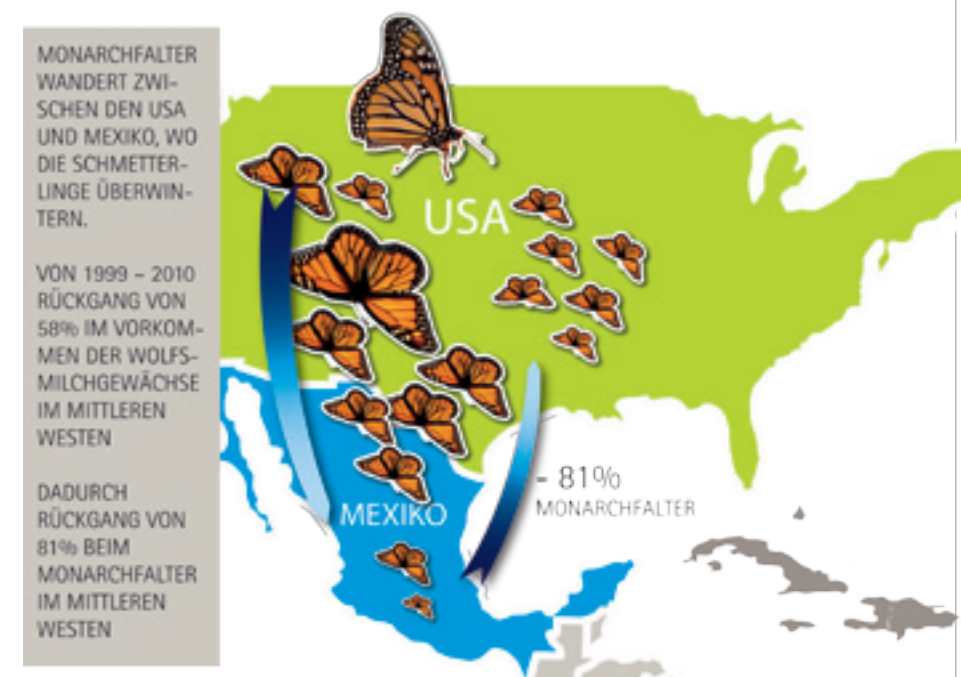 MONARCHFALTER
WANDERT ZWI-
SCHEN DEN USA
UND MEXIKO, WO
DIE SCHMETTER-
LINGE ÜBERWIN-
TERN.
VON 1999 – 2010
RÜCKGANG VON
58% IM VORKOM-
MEN DER WOLFS-
MILCHGEWÄCHSE
IM MITTLEREN
WESTEN
DADURCH
RÜCKGANG VON
81% BEIM
MONARCHFALTER
IM MITTLEREN
WESTEN
USA
MEXIKO
- 81%
MONARCHFALTER